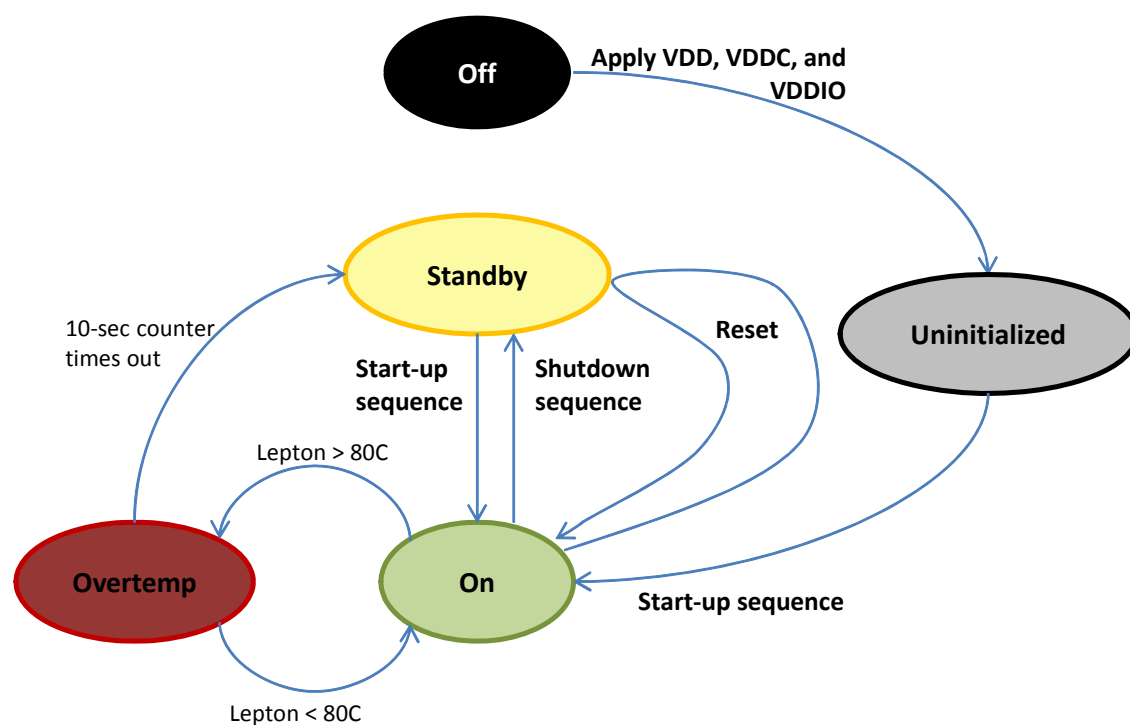 Off
Apply VDD, VDDC, and
VDDIO
Standby
Uninitialized
10-sec counter
times out
Reset
Start-up
sequence
Shutdown
sequence
Lepton > 80C
Overtemp
On
Start-up sequence
Lepton < 80C